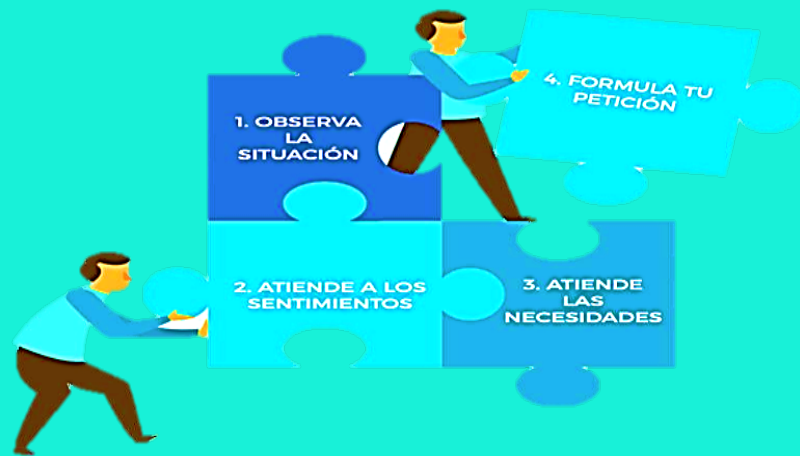 1. OBSERVA
LA
SITUACIÓN
2. ATIENDE A LOS
SENTIMIENTOS
3. ATIENDE
LAS
NECESIDADES
4. FORMULA TU
PETICIÓN